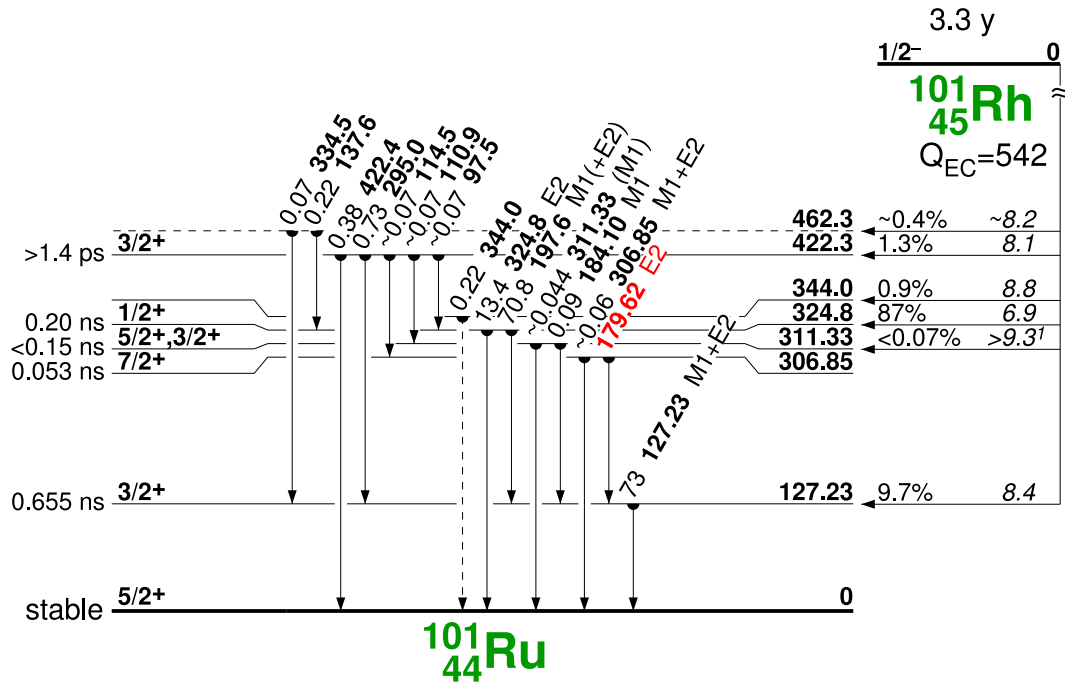 3.3 y
1/2⁻ 0
¹⁰¹₄₅Rh
Q_EC=542
0.07 334.5
0.22 137.6
0.38 422.4
0.73 295.0
~0.07 114.5
~0.07 110.9
~0.07 97.5
0.22 344.0
13.4 324.8 E2
70.8 197.6 M1(+E2)
~0.044 311.33 (M1)
0.09 184.10 M1
~0.06 306.85 M1+E2
179.62 E2
73 127.23 M1+E2
462.3 ~0.4% ~8.2
>1.4 ps 3/2+ 422.3 1.3% 8.1
344.0 0.9% 8.8
0.20 ns 1/2+ 324.8 87% 6.9
<0.15 ns 5/2+,3/2+ 311.33 <0.07% >9.3¹
0.053 ns 7/2+ 306.85
0.655 ns 3/2+ 127.23 9.7% 8.4
stable 5/2+ 0
¹⁰¹₄₄Ru